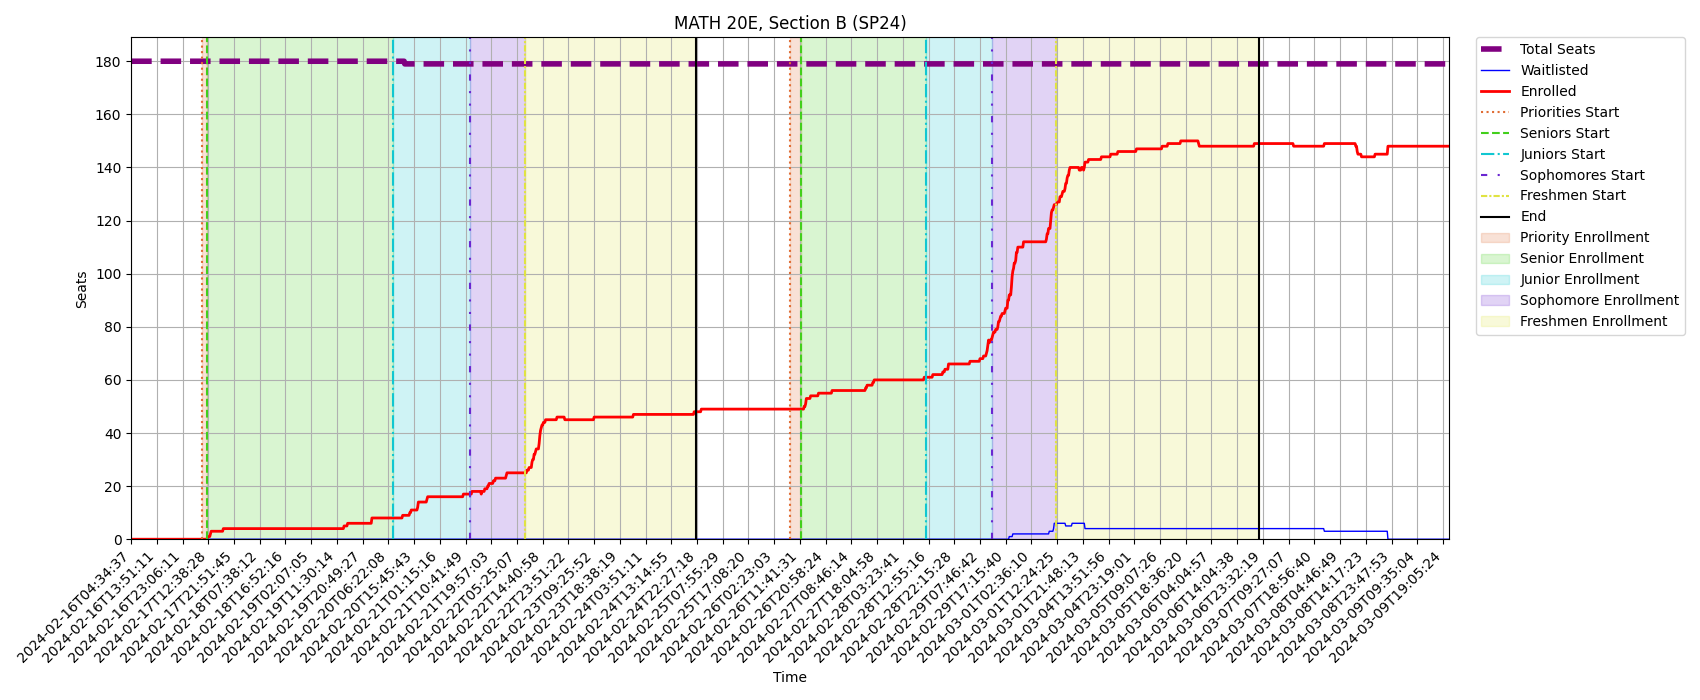 MATH 20E, Section B (SP24)
Seats
180
160
140
120
100
80
60
40
20
0
2024-02-16T04:34:37
2024-02-16T13:51:11
2024-02-16T23:06:11
2024-02-17T12:38:28
2024-02-17T21:51:45
2024-02-18T07:38:12
2024-02-18T16:52:16
2024-02-19T02:07:05
2024-02-19T11:30:14
2024-02-19T20:49:27
2024-02-20T06:22:08
2024-02-20T15:45:43
2024-02-21T01:15:16
2024-02-21T10:41:49
2024-02-21T19:57:03
2024-02-22T05:25:07
2024-02-22T14:40:58
2024-02-22T23:51:22
2024-02-23T09:25:52
2024-02-23T18:38:19
2024-02-24T03:51:11
2024-02-24T13:14:55
2024-02-24T22:27:18
2024-02-25T07:55:29
2024-02-25T17:08:20
2024-02-26T02:23:03
2024-02-26T11:41:31
2024-02-26T20:58:24
2024-02-27T08:46:14
2024-02-27T18:04:58
2024-02-28T03:23:41
2024-02-28T12:55:16
2024-02-28T22:15:28
2024-02-29T07:46:42
2024-02-29T17:15:40
2024-03-01T02:36:10
2024-03-01T12:24:25
2024-03-01T21:48:13
2024-03-04T13:51:56
2024-03-04T23:19:01
2024-03-05T09:07:26
2024-03-05T18:36:20
2024-03-06T04:04:57
2024-03-06T14:04:38
2024-03-06T23:32:19
2024-03-07T09:27:07
2024-03-07T18:56:40
2024-03-08T04:46:49
2024-03-08T14:17:23
2024-03-08T23:47:53
2024-03-09T09:35:04
2024-03-09T19:05:24
Time
Total Seats
Waitlisted
Enrolled
Priorities Start
Seniors Start
Juniors Start
Sophomores Start
Freshmen Start
End
Priority Enrollment
Senior Enrollment
Junior Enrollment
Sophomore Enrollment
Freshmen Enrollment